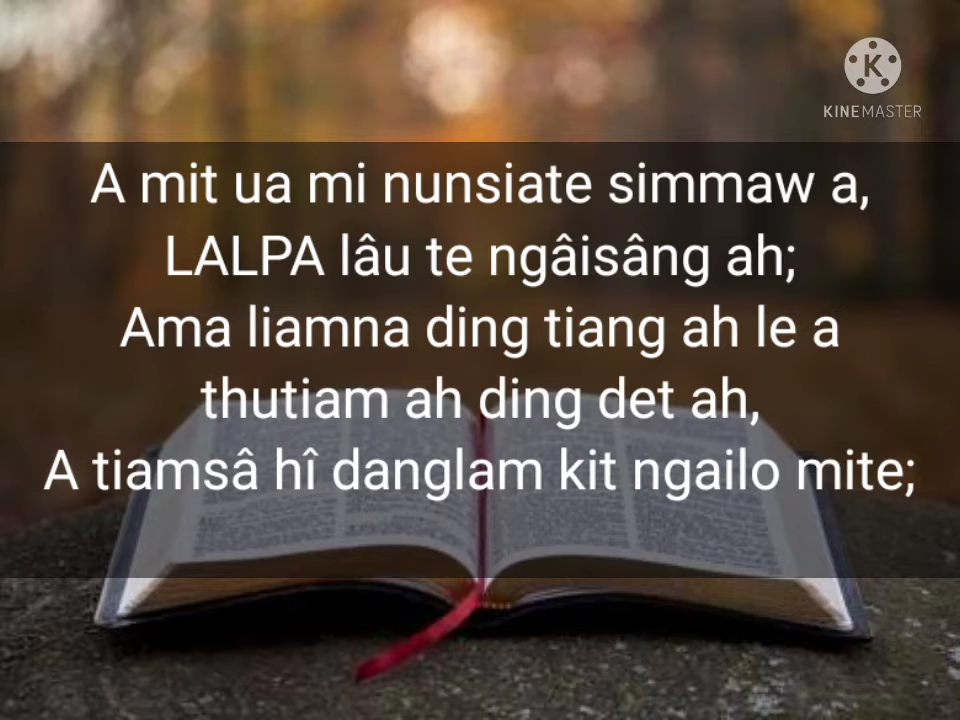 KINEMASTER
A mit ua mi nunsiate simmaw a,
LALPA lâu te ngâisâng ah;
Ama liamna ding tiang ah le a
thutiam ah ding det ah,
A tiamsâ hî danglam kit ngailo mite;